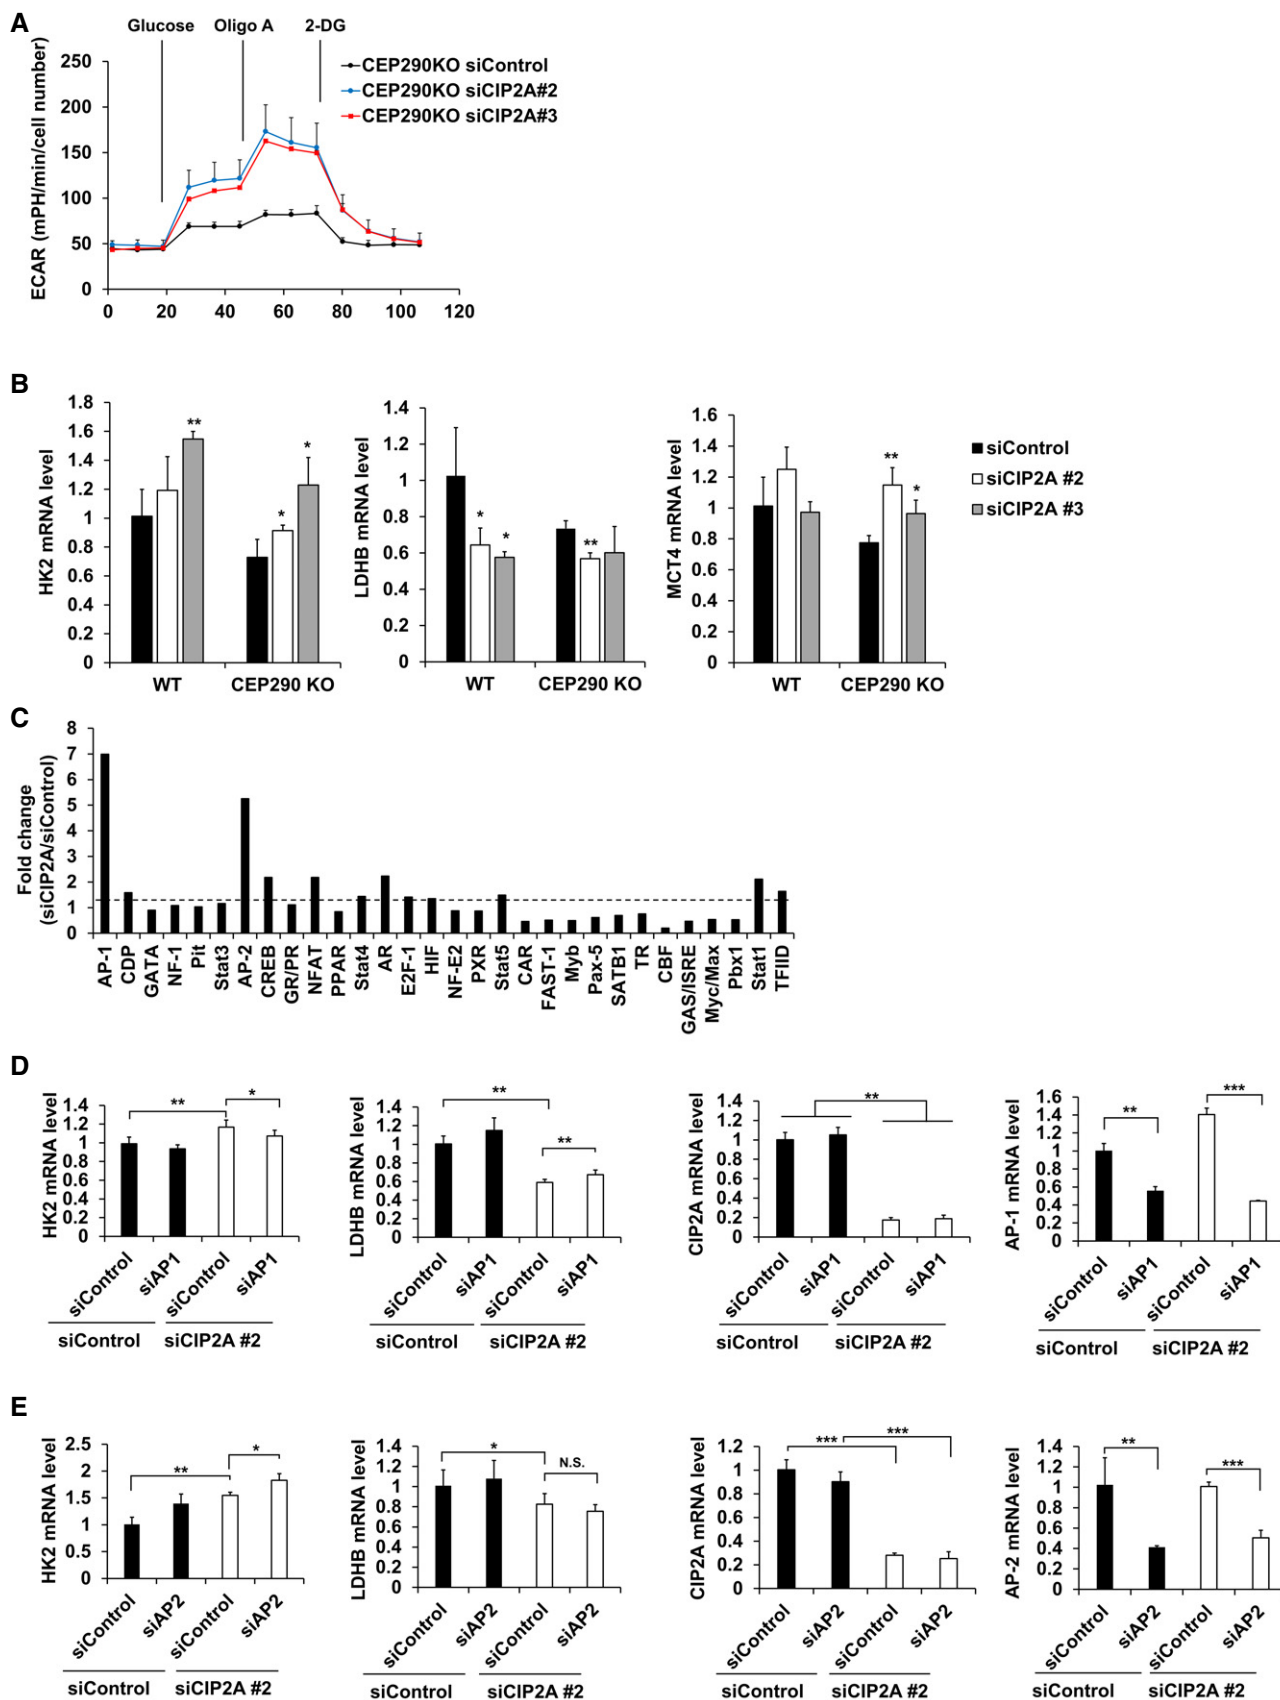 A
Glucose Oligo A 2-DG
ECAR (mPH/min/cell number)
250
200
150
100
50
0
0 20 40 60 80 100 120
CEP290KO siControl
CEP290KO siCIP2A#2
CEP290KO siCIP2A#3
B
HK2 mRNA level
1.8
1.6
1.4
1.2
1
0.8
0.6
0.4
0.2
0
** * *
WT CEP290 KO
LDHB mRNA level
1.4
1.2
1
0.8
0.6
0.4
0.2
0
* * **
WT CEP290 KO
MCT4 mRNA level
1.6
1.4
1.2
1
0.8
0.6
0.4
0.2
0
** *
WT CEP290 KO
siControl
siCIP2A #2
siCIP2A #3
C
Fold change
(siCIP2A/siControl)
8
7
6
5
4
3
2
1
0
AP-1 CDP GATA NF-1 Pit Stat3 AP-2 CREB GR/PR NFAT PPAR Stat4 AR E2F-1 HIF NF-E2 PXR Stat5 CAR FAST-1 Myb Pax-5 SATB1 TR CBF GAS/ISRE Myc/Max Pbx1 Stat1 TFIID
D
HK2 mRNA level
1.4
1.2
1
0.8
0.6
0.4
0.2
0
** *
siControl siAP1 siControl siAP1
siControl siCIP2A #2
LDHB mRNA level
1.4
1.2
1
0.8
0.6
0.4
0.2
0
** **
siControl siAP1 siControl siAP1
siControl siCIP2A #2
CIP2A mRNA level
1.4
1.2
1
0.8
0.6
0.4
0.2
0
**
siControl siAP1 siControl siAP1
siControl siCIP2A #2
AP-1 mRNA level
1.6
1.4
1.2
1
0.8
0.6
0.4
0.2
0
** ***
siControl siAP1 siControl siAP1
siControl siCIP2A #2
E
HK2 mRNA level
2.5
2
1.5
1
0.5
0
** *
siControl siAP2 siControl siAP2
siControl siCIP2A #2
LDHB mRNA level
1.4
1.2
1
0.8
0.6
0.4
0.2
0
* N.S.
siControl siAP2 siControl siAP2
siControl siCIP2A #2
CIP2A mRNA level
1.2
1
0.8
0.6
0.4
0.2
0
*** ***
siControl siAP2 siControl siAP2
siControl siCIP2A #2
AP-2 mRNA level
1.4
1.2
1
0.8
0.6
0.4
0.2
0
** ***
siControl siAP2 siControl siAP2
siControl siCIP2A #2